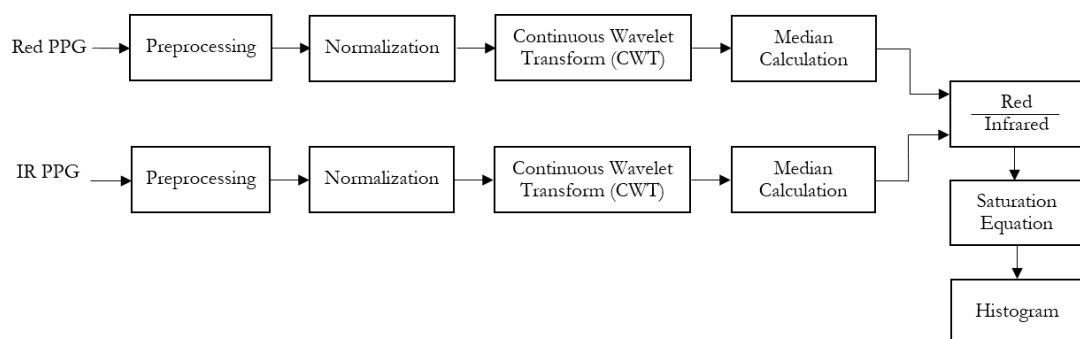 Red PPG
Preprocessing
Normalization
Continuous Wavelet
Transform (CWT)
Median
Calculation
Red
Infrared
IR PPG
Preprocessing
Normalization
Continuous Wavelet
Transform (CWT)
Median
Calculation
Saturation
Equation
Histogram